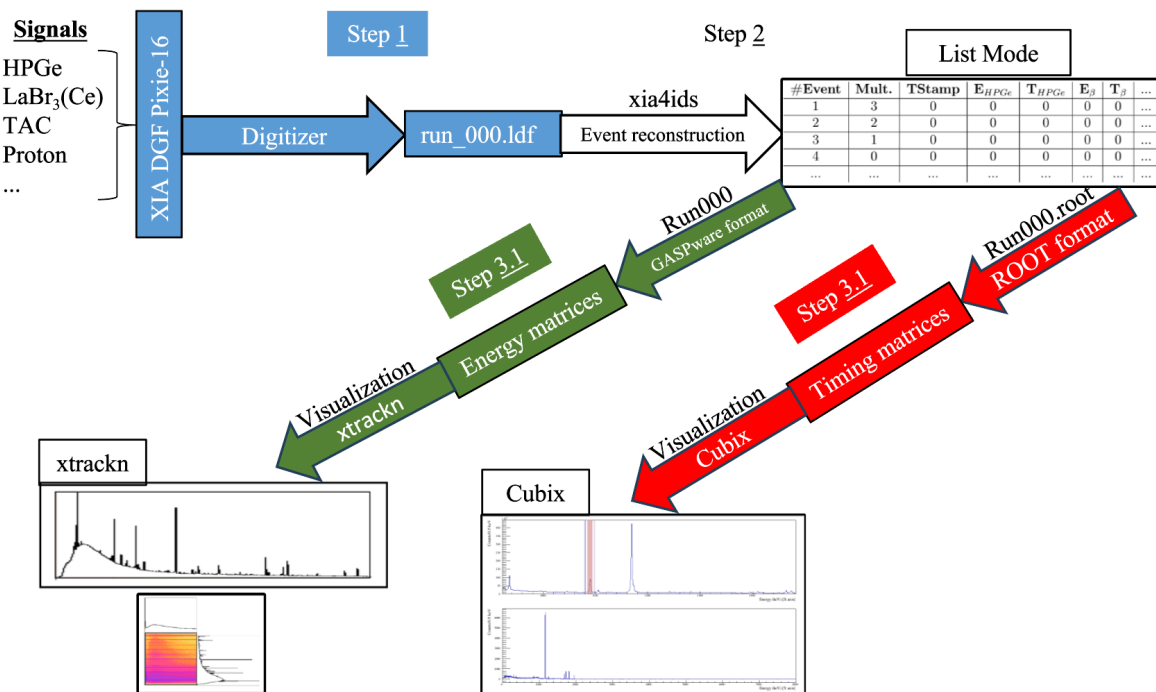 Signals
HPGe
LaBr₃(Ce)
TAC
Proton
...
XIA DGF Pixie-16
Step 1
Digitizer
run_000.ldf
Step 2
xia4ids
Event reconstruction
List Mode
#Event Mult. TStamp E_HPGe T_HPGe E_β T_β ...
1 3 0 0 0 0 0 ...
2 2 0 0 0 0 0 ...
3 1 0 0 0 0 0 ...
4 0 0 0 0 0 0 ...
... ... ... ... ... ... ... ...
Run000
GASPware format
Step 3.1
Energy matrices
Visualization
xtrackn
Run000.root
ROOT format
Step 3.1
Timing matrices
Visualization
Cubix
xtrackn
Cubix